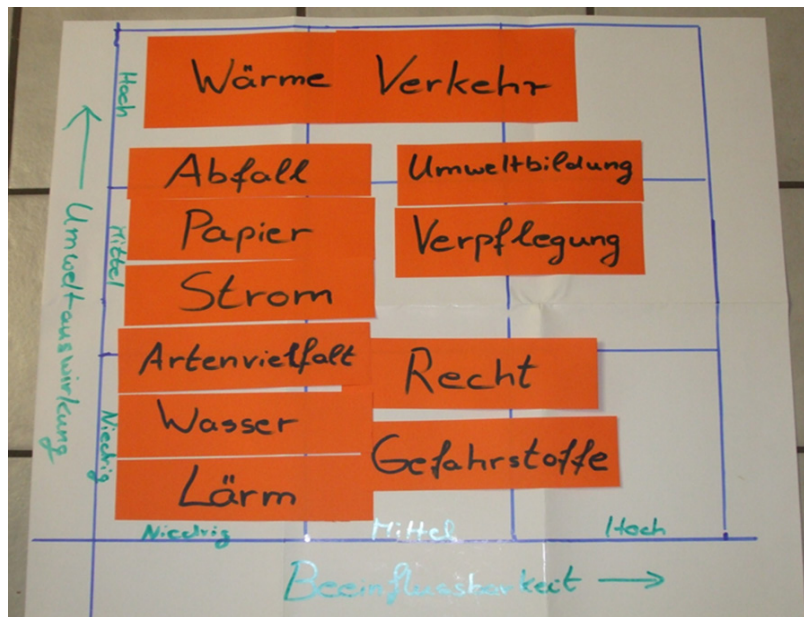 Hoch
Wärme Verkehr
Abfall Umweltbildung
Papier Verpflegung
Mittel
Strom
Umweltauswirkung
Artenvielfalt Recht
Wasser
Niedrig
Gefahrstoffe
Lärm
Niedrig Mittel Hoch
Beeinflussbarkeit